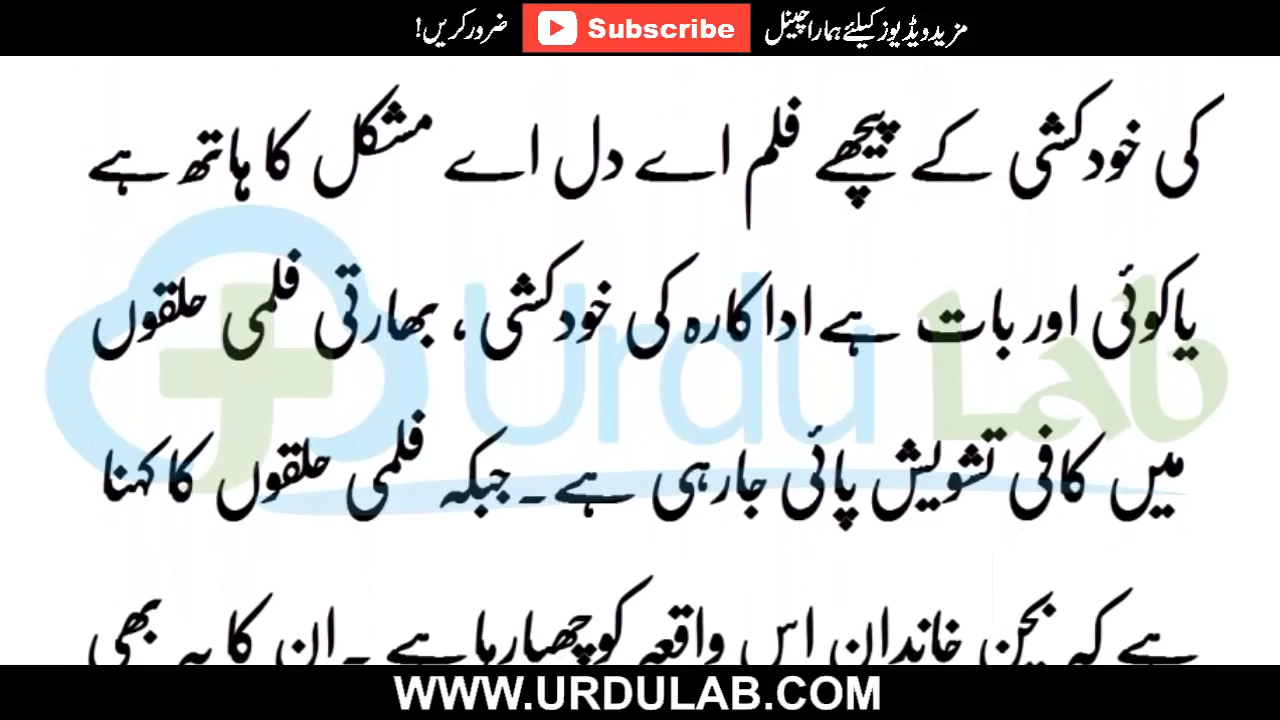 مزید ویڈیوز کیلئے ہمارا چینل Subscribe ضرور کریں!
کی خودکشی کے پیچھے فلم اے دل اے مشکل کا ہاتھ ہے
یا کوئی اور بات ہے اداکارہ کی خودکشی، بھارتی فلمی حلقوں
میں کافی تشویش پائی جارہی ہے۔ جبکہ فلمی حلقوں کا کہنا
ہے کہ بچن خاندان اس واقعہ کو چھپا رہا ہے۔ ان کا یہ بھی
Urdu Lab
WWW.URDULAB.COM